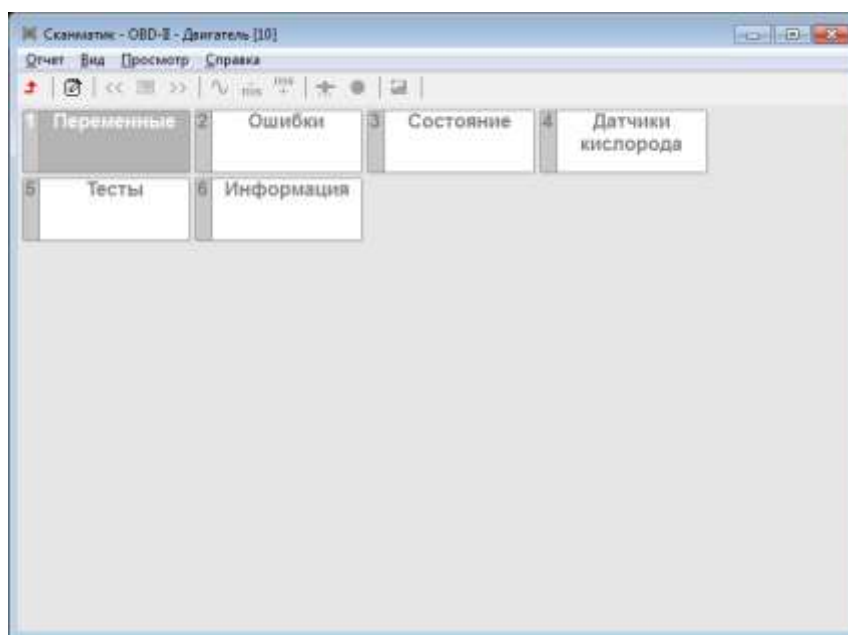 Сканматик - OBD-II - Двигатель [10]
Отчет Вид Просмотр Справка
1 Переменные
2 Ошибки
3 Состояние
4 Датчики
кислорода
5 Тесты
6 Информация